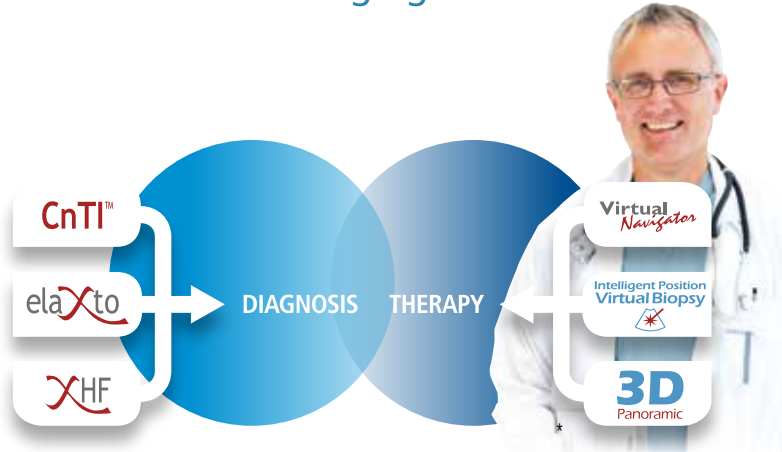 CnTI™
elaXto
XHF
DIAGNOSIS
THERAPY
Virtual
Navigator
Intelligent Position
Virtual Biopsy
3D
Panoramic
*